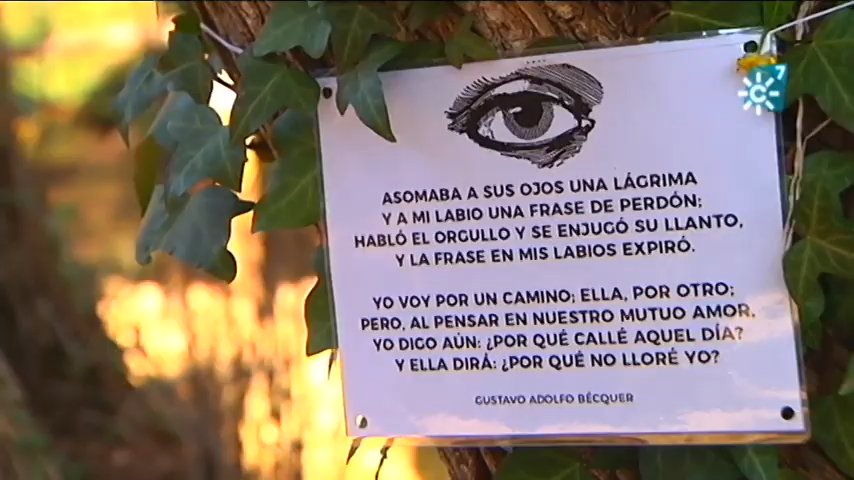 ASOMABA A SUS OJOS UNA LÁGRIMA
Y A MI LABIO UNA FRASE DE PERDÓN;
HABLÓ EL ORGULLO Y SE ENJUGÓ SU LLANTO,
Y LA FRASE EN MIS LABIOS EXPIRÓ.
YO VOY POR UN CAMINO; ELLA, POR OTRO;
PERO, AL PENSAR EN NUESTRO MUTUO AMOR,
YO DIGO AÚN: ¿POR QUÉ CALLÉ AQUEL DÍA?
Y ELLA DIRÁ: ¿POR QUÉ NO LLORÉ YO?
GUSTAVO ADOLFO BÉCQUER
7